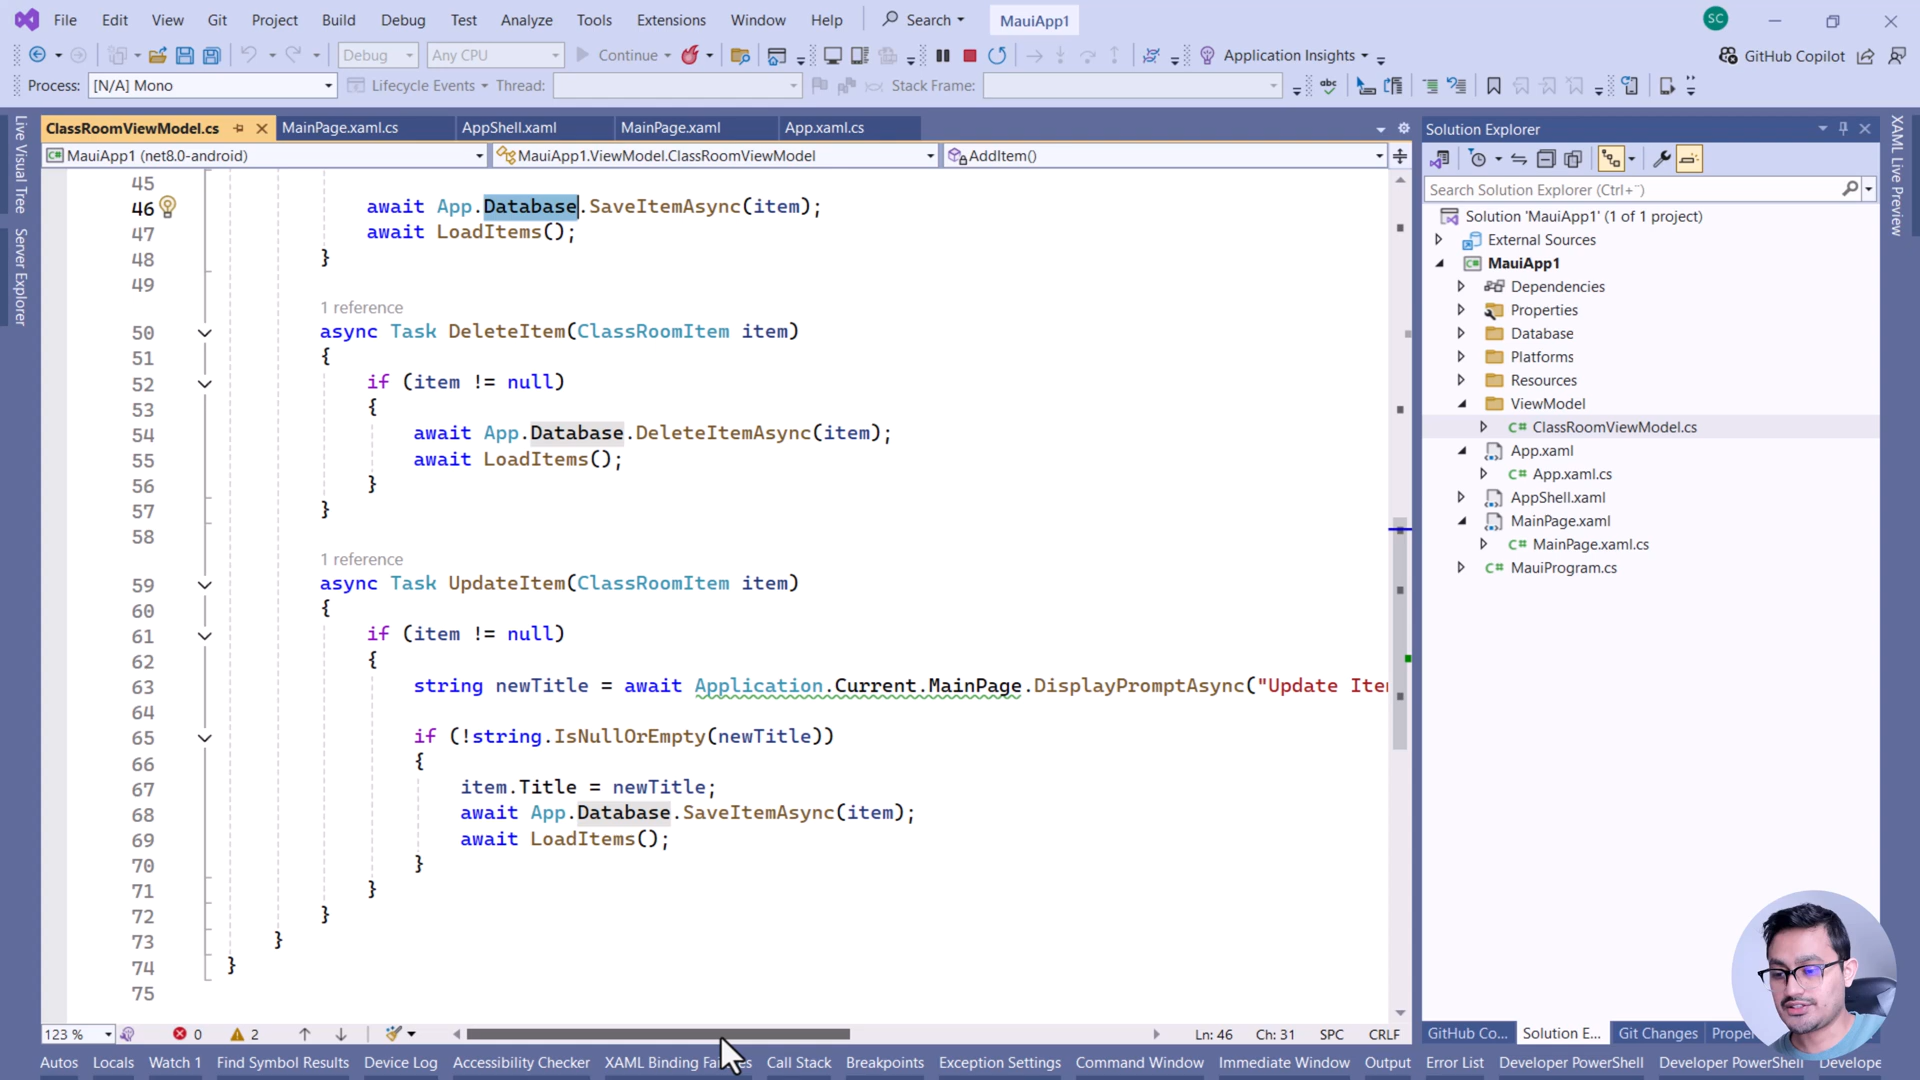 File Edit View Git Project Build Debug Test Analyze Tools Extensions Window Help Search MauiApp1 SC
Debug Any CPU Continue Application Insights GitHub Copilot
Process: [N/A] Mono Lifecycle Events Thread: Stack Frame:
ClassRoomViewModel.cs MainPage.xaml.cs AppShell.xaml MainPage.xaml App.xaml.cs
MauiApp1 (net8.0-android) MauiApp1.ViewModel.ClassRoomViewModel AddItem()
Live Visual Tree
Server Explorer
45
46 await App.Database.SaveItemAsync(item);
47 await LoadItems();
48 }
49
1 reference
50 async Task DeleteItem(ClassRoomItem item)
51 {
52 if (item != null)
53 {
54 await App.Database.DeleteItemAsync(item);
55 await LoadItems();
56 }
57 }
58
1 reference
59 async Task UpdateItem(ClassRoomItem item)
60 {
61 if (item != null)
62 {
63 string newTitle = await Application.Current.MainPage.DisplayPromptAsync("Update Iter
64
65 if (!string.IsNullOrEmpty(newTitle))
66 {
67 item.Title = newTitle;
68 await App.Database.SaveItemAsync(item);
69 await LoadItems();
70 }
71 }
72 }
73 }
74 }
75
123 % 0 2 Ln: 46 Ch: 31 SPC CRLF
Solution Explorer
Search Solution Explorer (Ctrl+¨)
Solution 'MauiApp1' (1 of 1 project)
External Sources
MauiApp1
Dependencies
Properties
Database
Platforms
Resources
ViewModel
C# ClassRoomViewModel.cs
App.xaml
C# App.xaml.cs
AppShell.xaml
MainPage.xaml
C# MainPage.xaml.cs
C# MauiProgram.cs
XAML Live Preview
GitHub Co... Solution E... Git Changes Proper
Autos Locals Watch 1 Find Symbol Results Device Log Accessibility Checker XAML Binding Fai es Call Stack Breakpoints Exception Settings Command Window Immediate Window Output Error List Developer PowerShell Developer PowerShell Develope